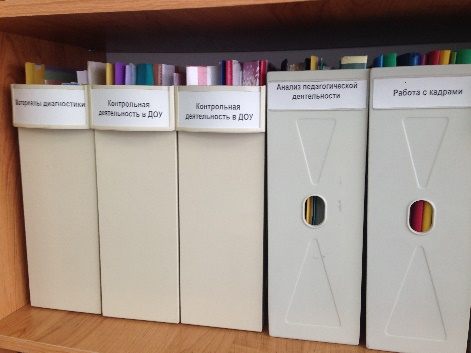 Материалы диагностики
Контрольная
деятельность в ДОУ
Контрольная
деятельность в ДОУ
Анализ педагогической
деятельности
Работа с кадрами